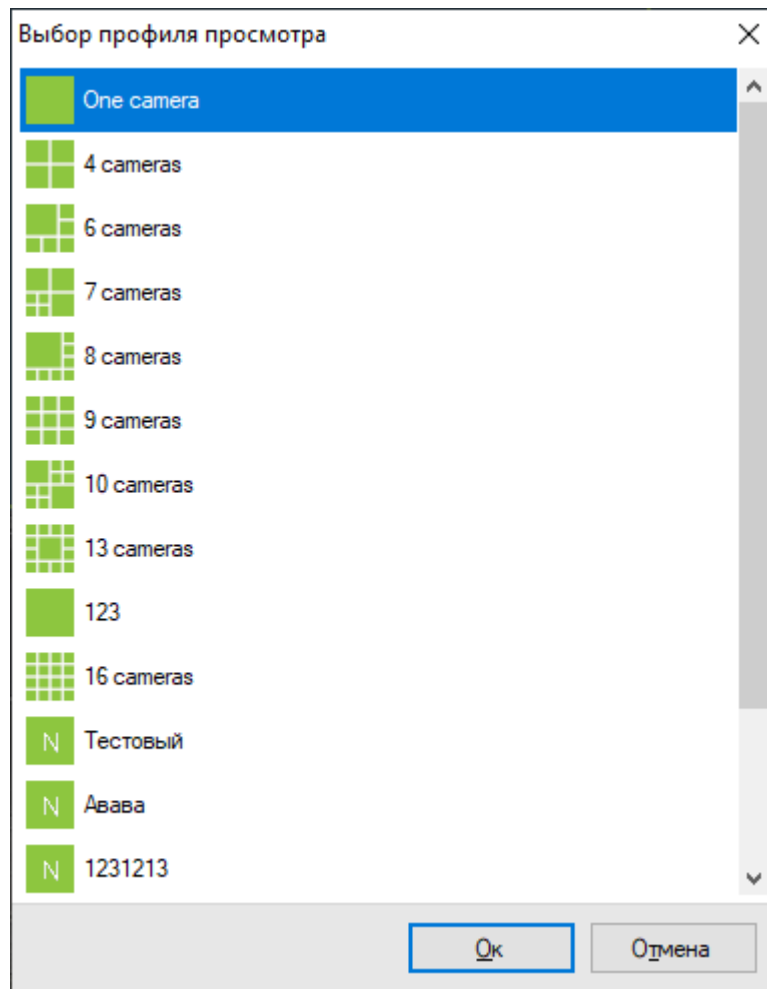 Выбор профиля просмотра
One camera
4 cameras
6 cameras
7 cameras
8 cameras
9 cameras
10 cameras
13 cameras
123
16 cameras
N Тестовый
N Авава
N 1231213
Ок Отмена